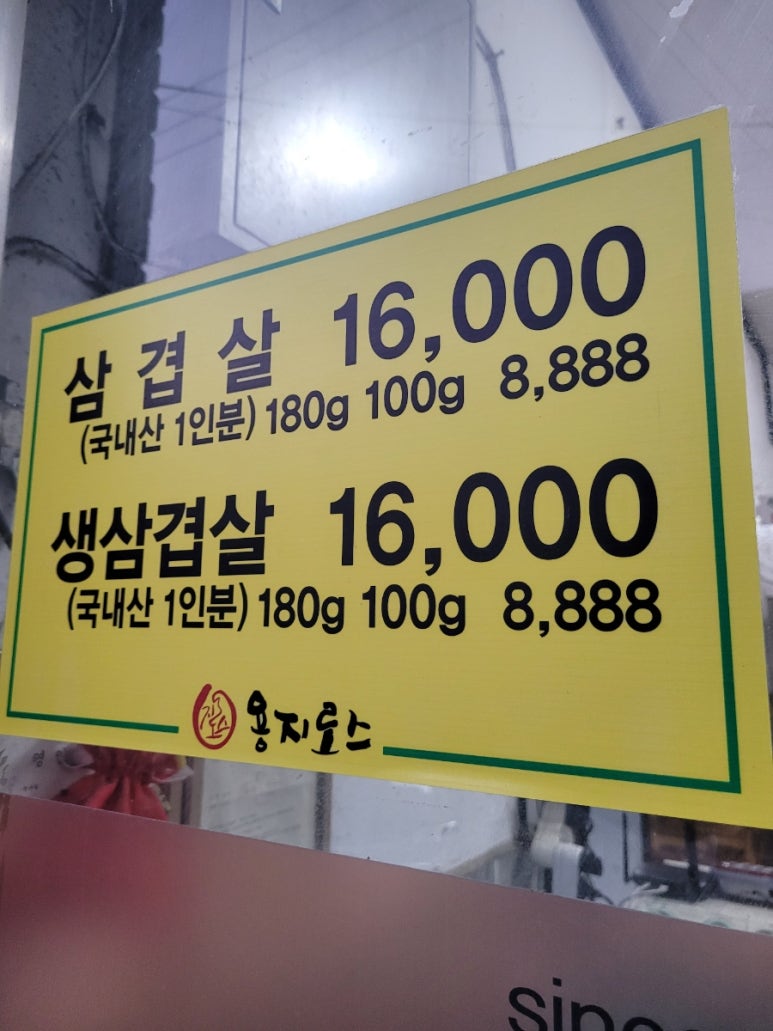 삼겹살 16,000
(국내산 1인분) 180g 100g 8,888
생삼겹살 16,000
(국내산 1인분) 180g 100g 8,888
용지로스